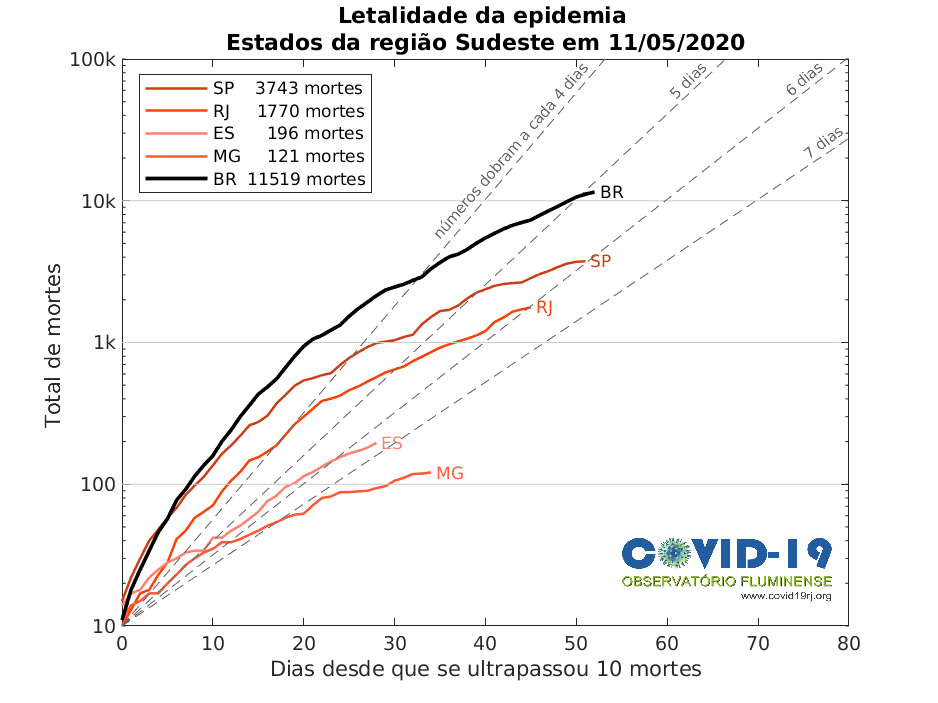 Letalidade da epidemia
Estados da região Sudeste em 11/05/2020
100k
10k
1k
100
10
Total de mortes
SP 3743 mortes
RJ 1770 mortes
ES 196 mortes
MG 121 mortes
BR 11519 mortes
números dobram a cada 4 dias
5 dias
6 dias
7 dias
BR
SP
RJ
ES
MG
COVID-19
OBSERVATÓRIO FLUMINENSE
www.covid19rj.org
0 10 20 30 40 50 60 70 80
Dias desde que se ultrapassou 10 mortes